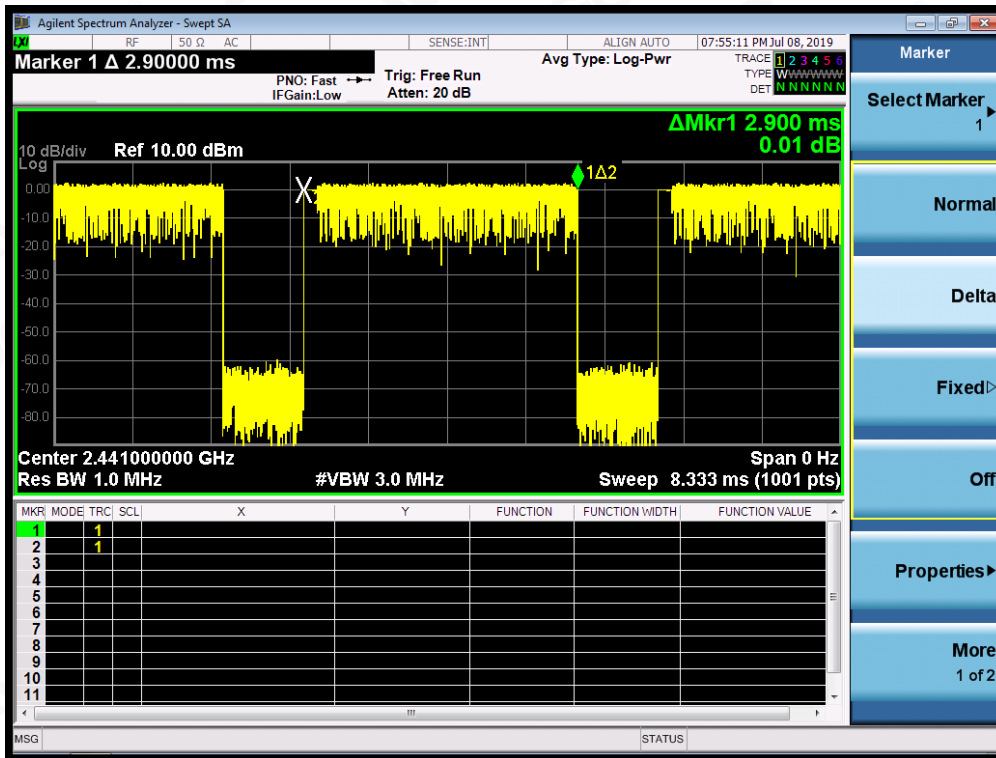 Agilent Spectrum Analyzer - Swept SA
LXI RF 50 Ω AC SENSE:INT ALIGN AUTO 07:55:11 PM Jul 08, 2019
Marker 1 Δ 2.90000 ms
PNO: Fast
IFGain:Low
Trig: Free Run
Atten: 20 dB
Avg Type: Log-Pwr
TRACE 1 2 3 4 5 6
TYPE WWWWWW
DET N N N N N N
ΔMkr1 2.900 ms
0.01 dB
10 dB/div Ref 10.00 dBm
Log
0.00
-10.0
-20.0
-30.0
-40.0
-50.0
-60.0
-70.0
-80.0
1Δ2
Center 2.441000000 GHz Span 0 Hz
Res BW 1.0 MHz #VBW 3.0 MHz Sweep 8.333 ms (1001 pts)
MKR MODE TRC SCL X Y FUNCTION FUNCTION WIDTH FUNCTION VALUE
1 1
2 1
3
4
5
6
7
8
9
10
11
MSG STATUS
Marker
Select Marker
1
Normal
Delta
Fixed
Off
Properties
More
1 of 2